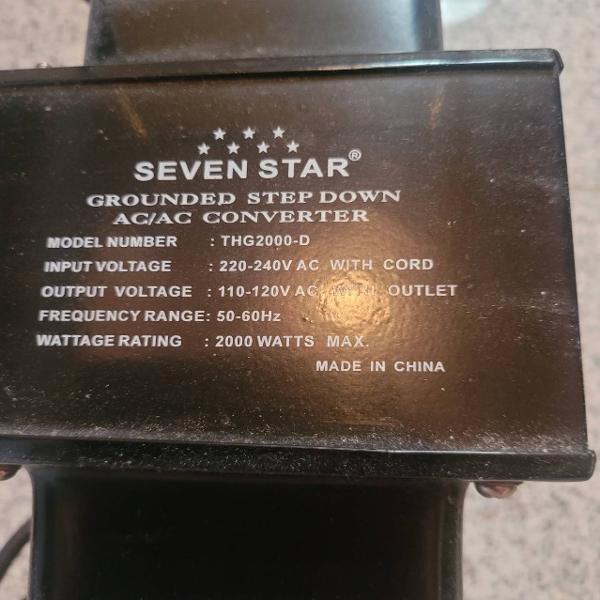 SEVEN STAR®
GROUNDED STEP DOWN
AC/AC CONVERTER
MODEL NUMBER : THG2000-D
INPUT VOLTAGE : 220-240V AC WITH CORD
OUTPUT VOLTAGE : 110-120V AC WITH OUTLET
FREQUENCY RANGE: 50-60Hz
WATTAGE RATING : 2000 WATTS MAX.
MADE IN CHINA